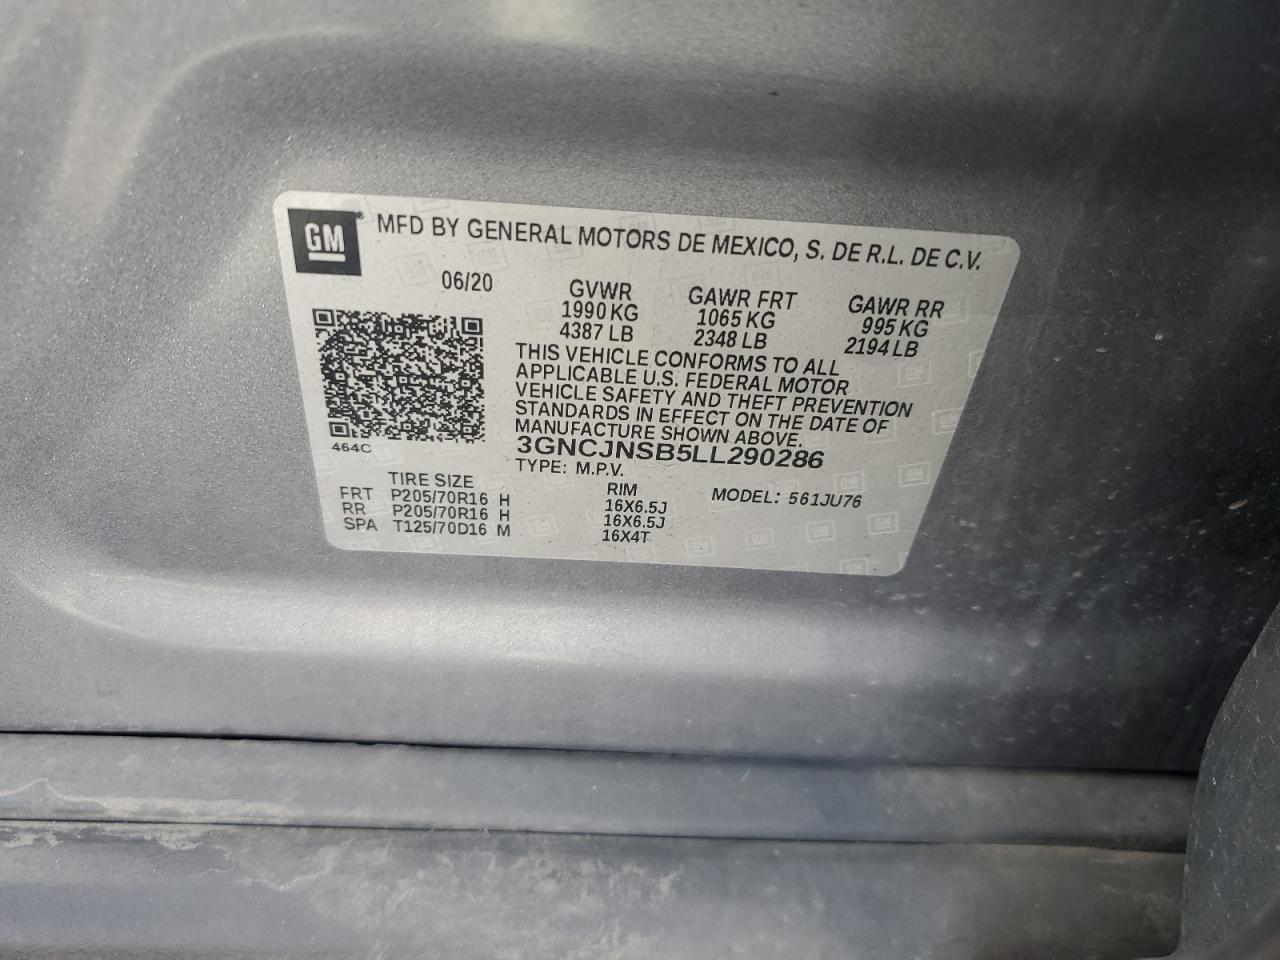 GM®
MFD BY GENERAL MOTORS DE MEXICO, S. DE R.L. DE C.V.
06/20
GVWR GAWR FRT GAWR RR
1990 KG 1065 KG 995 KG
4387 LB 2348 LB 2194 LB
THIS VEHICLE CONFORMS TO ALL
APPLICABLE U.S. FEDERAL MOTOR
VEHICLE SAFETY AND THEFT PREVENTION
STANDARDS IN EFFECT ON THE DATE OF
MANUFACTURE SHOWN ABOVE.
464C
3GNCJNSB5LL290286
TYPE: M.P.V.
MODEL: 561JU76
TIRE SIZE RIM
FRT P205/70R16 H 16X6.5J
RR P205/70R16 H 16X6.5J
SPA T125/70D16 M 16X4T